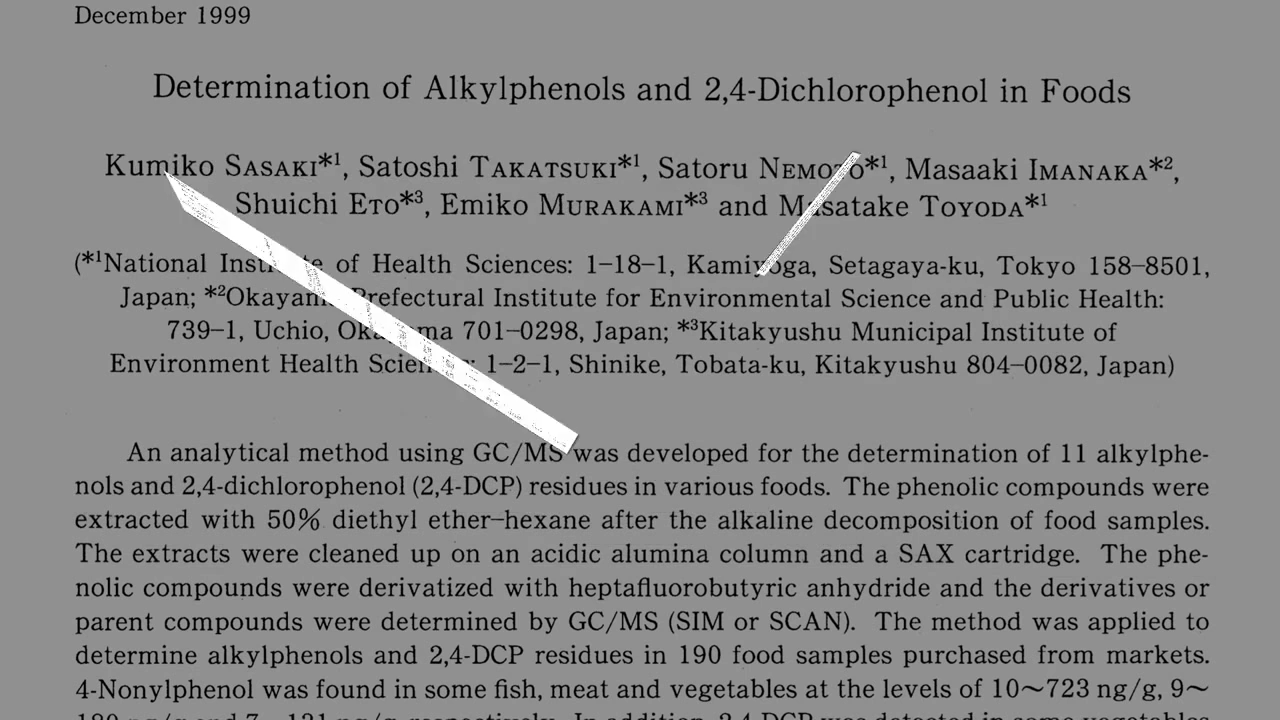 December 1999
Determination of Alkylphenols and 2,4-Dichlorophenol in Foods
Kumiko SASAKI*1, Satoshi TAKATSUKI*1, Satoru NEMOTO*1, Masaaki IMANAKA*2,
Shuichi ETO*3, Emiko MURAKAMI*3 and Masatake TOYODA*1
(*1National Institute of Health Sciences: 1–18–1, Kamiyoga, Setagaya-ku, Tokyo 158–8501,
Japan; *2Okayama Prefectural Institute for Environmental Science and Public Health:
739–1, Uchio, Okayama 701–0298, Japan; *3Kitakyushu Municipal Institute of
Environment Health Sciences: 1–2–1, Shinike, Tobata-ku, Kitakyushu 804–0082, Japan)
An analytical method using GC/MS was developed for the determination of 11 alkylphe-
nols and 2,4-dichlorophenol (2,4-DCP) residues in various foods. The phenolic compounds were
extracted with 50% diethyl ether–hexane after the alkaline decomposition of food samples.
The extracts were cleaned up on an acidic alumina column and a SAX cartridge. The phe-
nolic compounds were derivatized with heptafluorobutyric anhydride and the derivatives or
parent compounds were determined by GC/MS (SIM or SCAN). The method was applied to
determine alkylphenols and 2,4-DCP residues in 190 food samples purchased from markets.
4-Nonylphenol was found in some fish, meat and vegetables at the levels of 10~723 ng/g, 9~